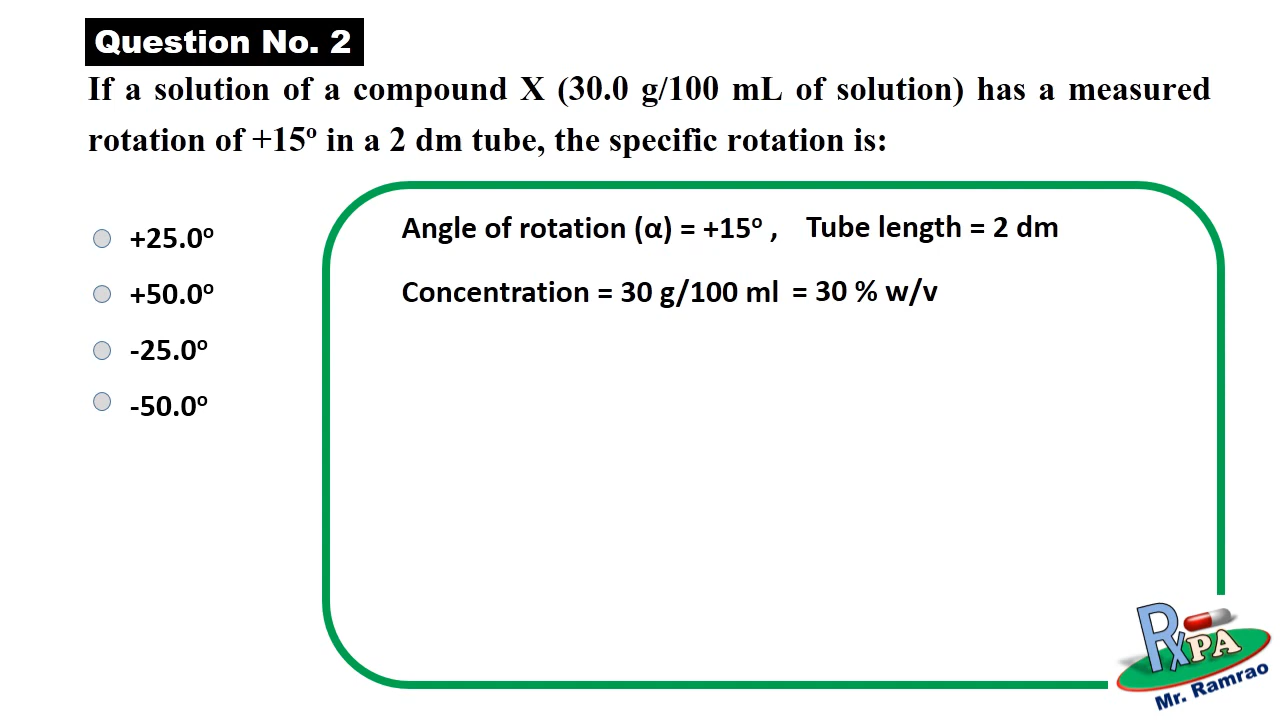 Question No. 2
If a solution of a compound X (30.0 g/100 mL of solution) has a measured
rotation of +15º in a 2 dm tube, the specific rotation is:
+25.0º
+50.0º
-25.0º
-50.0º
Angle of rotation (α) = +15º , Tube length = 2 dm
Concentration = 30 g/100 ml = 30 % w/v
Rx PA
Mr. Ramrao